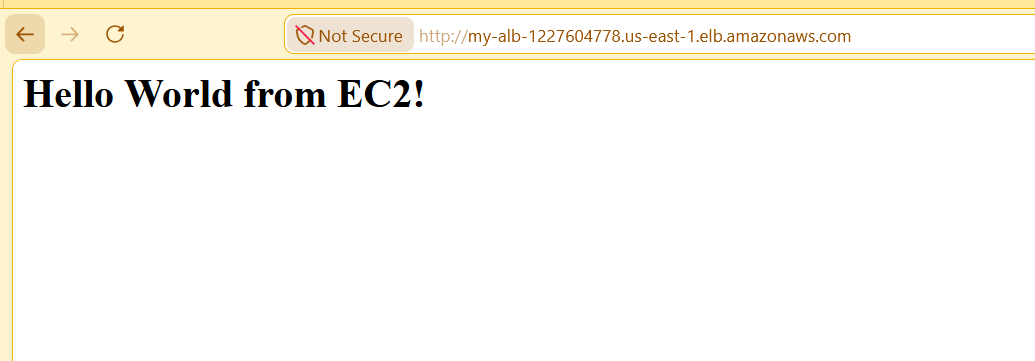 Not Secure http://my-alb-1227604778.us-east-1.elb.amazonaws.com
Hello World from EC2!